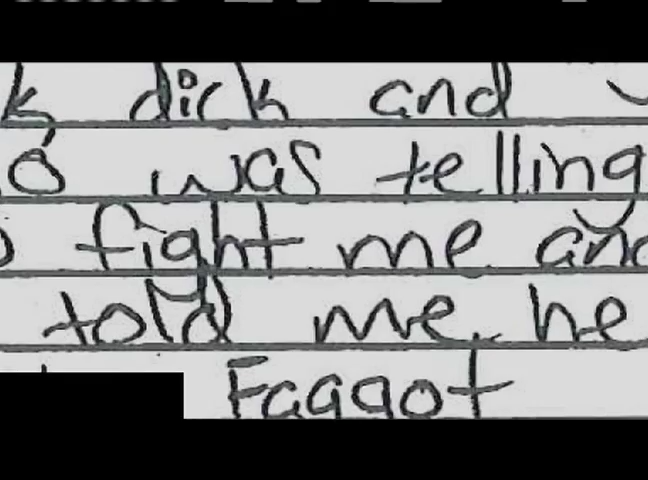 dick and
was telling
fight me and
told me. he
Faggot